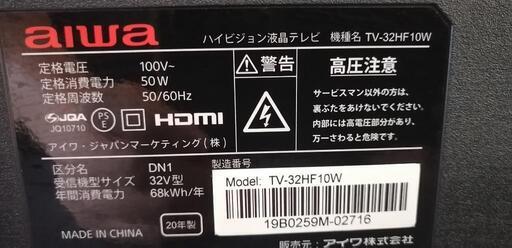 aiwa
ハイビジョン液晶テレビ 機種名 TV-32HF10W
定格電圧 100V~
定格消費電力 50W
定格周波数 50/60Hz
JQA
JQ10710
PSE
HDMI
アイワ・ジャパンマーケティング(株)
警告
高圧注意
サービスマン以外の方は、
裏ぶたをあけないでください。
内部には高電圧部分があり、
万一さわると危険です。
区分名 DN1
受信機型サイズ 32V型
年間消費電力 68kWh/年
MADE IN CHINA
20年製
製造番号
Model: TV-32HF10W
19B0259M-02716
販売元: アイワ株式